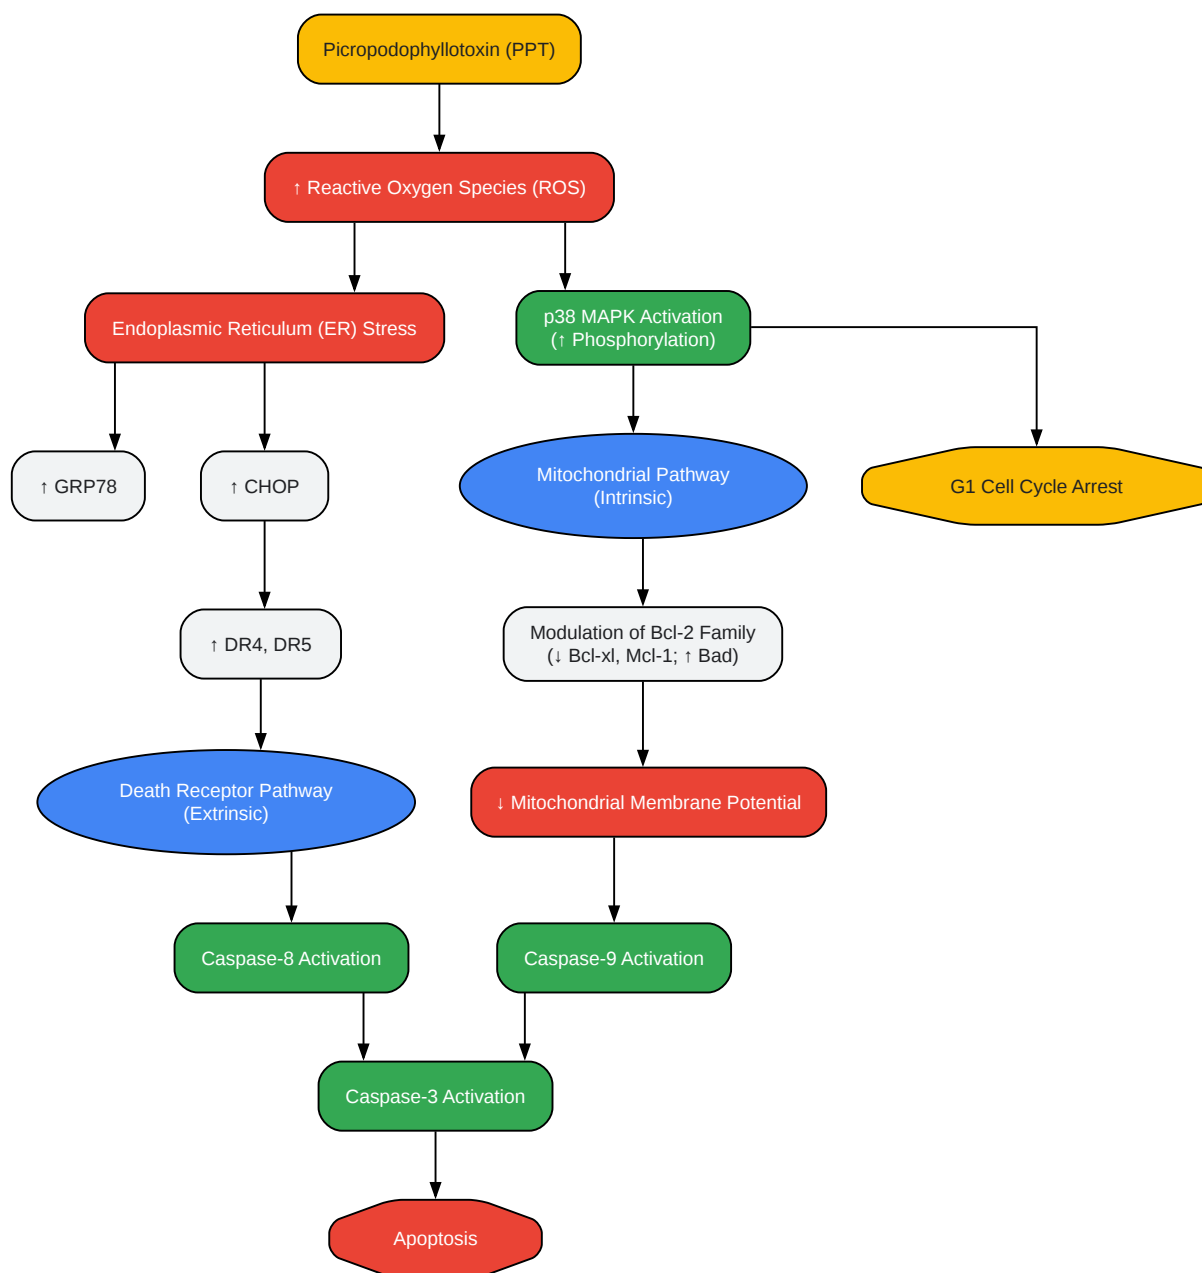 Picropodophyllotoxin (PPT)
↑ Reactive Oxygen Species (ROS)
Endoplasmic Reticulum (ER) Stress
p38 MAPK Activation
(↑ Phosphorylation)
↑ GRP78
↑ CHOP
Mitochondrial Pathway
(Intrinsic)
G1 Cell Cycle Arrest
↑ DR4, DR5
Modulation of Bcl-2 Family
(↓ Bcl-xl, Mcl-1; ↑ Bad)
Death Receptor Pathway
(Extrinsic)
↓ Mitochondrial Membrane Potential
Caspase-8 Activation
Caspase-9 Activation
Caspase-3 Activation
Apoptosis